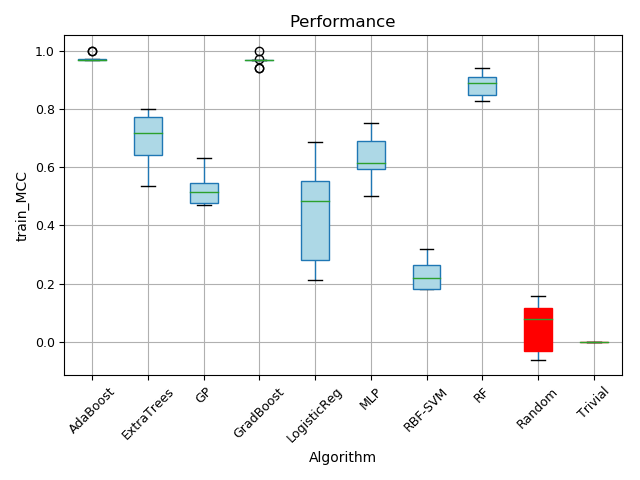 Performance
train_MCC
1.0
0.8
0.6
0.4
0.2
0.0
AdaBoost
ExtraTrees
GP
GradBoost
LogisticReg
MLP
RBF-SVM
RF
Random
Trivial
Algorithm